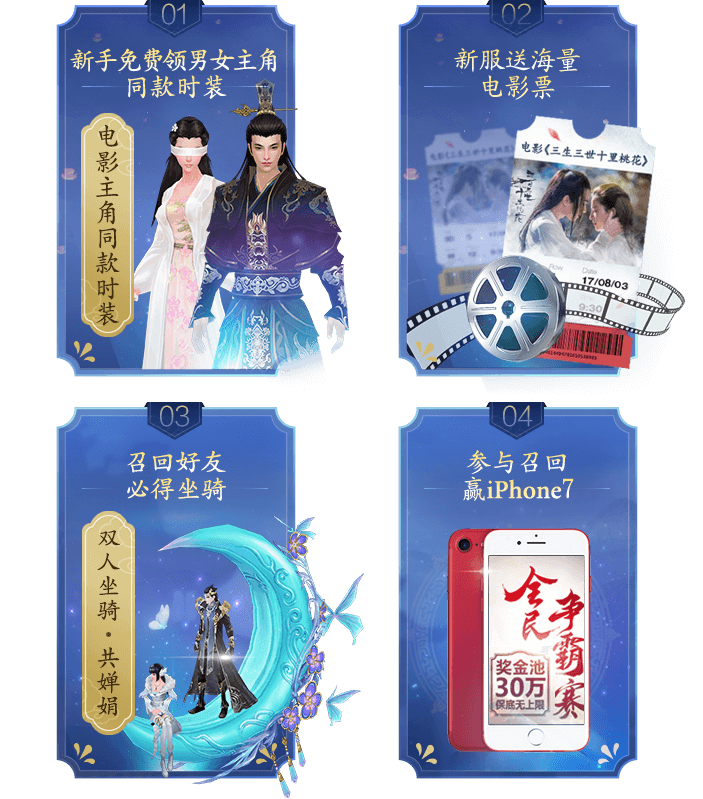 01
新手免费领男女主角
同款时装
电影主角同款时装
02
新服送海量
电影票
电影《三生三世十里桃花》
Row
Date
17/08/03
9:30
03
召回好友
必得坐骑
双人坐骑·共婵娟
04
参与召回
赢iPhone7
全民
争霸赛
奖金池
30万
保底无上限